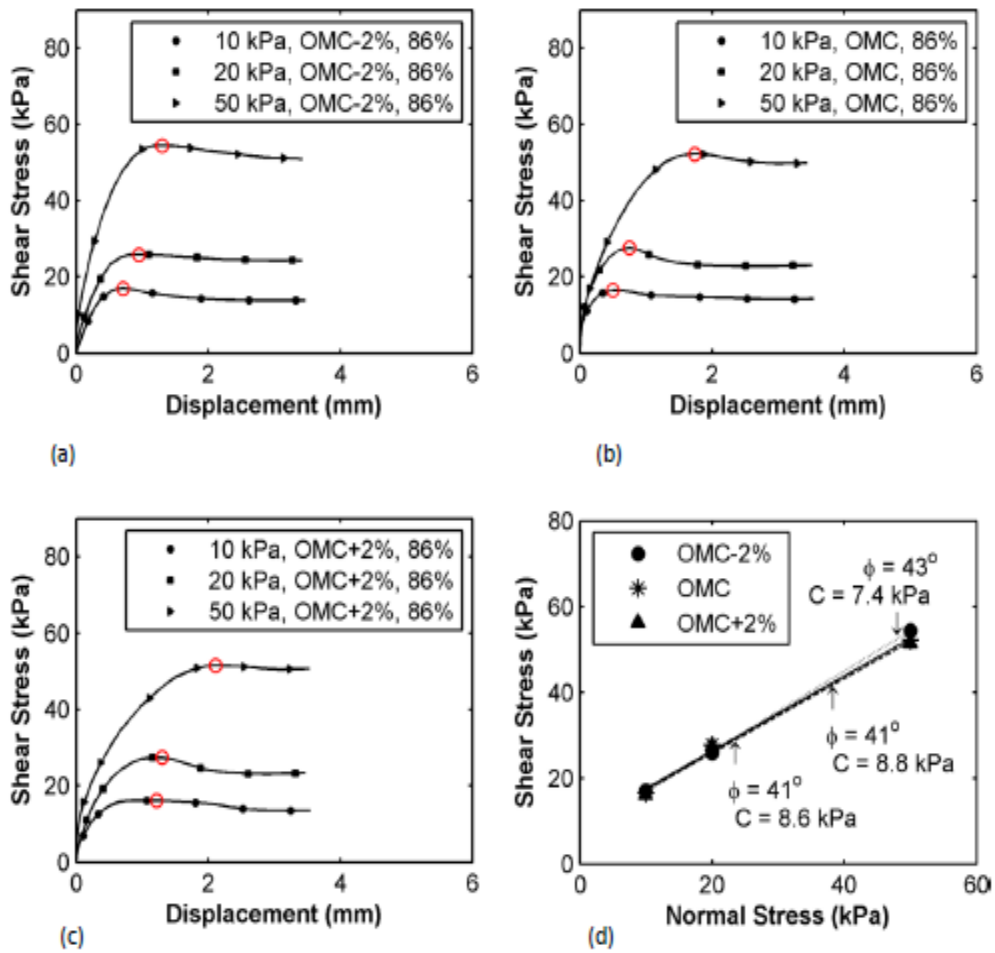 80
60
40
20
0
Shear Stress (kPa)
10 kPa, OMC-2%, 86%
20 kPa, OMC-2%, 86%
50 kPa, OMC-2%, 86%
0 2 4 6
Displacement (mm)
(a)
80
60
40
20
0
Shear Stress (kPa)
10 kPa, OMC, 86%
20 kPa, OMC, 86%
50 kPa, OMC, 86%
0 2 4 6
Displacement (mm)
(b)
80
60
40
20
0
Shear Stress (kPa)
10 kPa, OMC+2%, 86%
20 kPa, OMC+2%, 86%
50 kPa, OMC+2%, 86%
0 2 4 6
Displacement (mm)
(c)
80
60
40
20
0
Shear Stress (kPa)
OMC-2%
OMC
OMC+2%
ϕ = 43°
C = 7.4 kPa
ϕ = 41°
C = 8.8 kPa
ϕ = 41°
C = 8.6 kPa
0 20 40 60
Normal Stress (kPa)
(d)